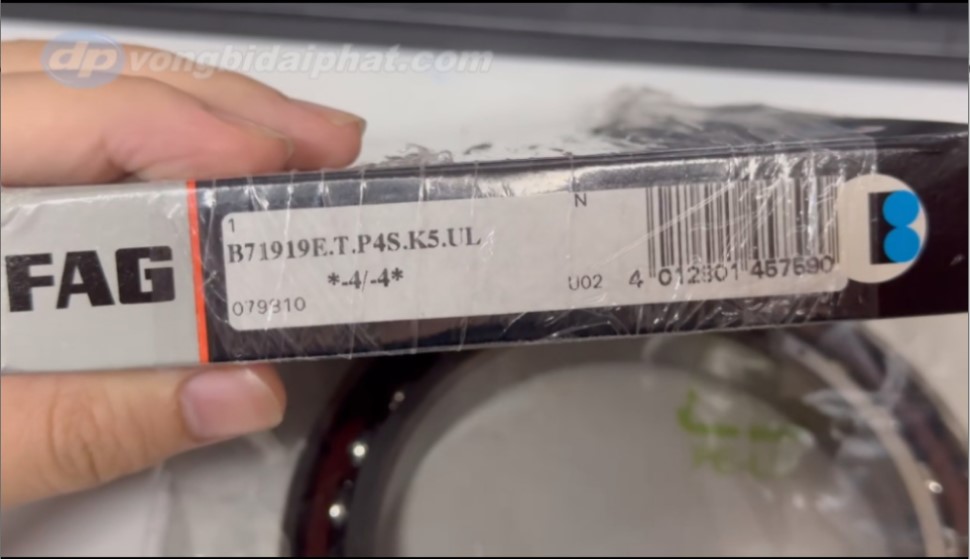 dp vongbidaiphat.com
FAG
1
N
B71919E.T.P4S.K5.UL
*-4/-4*
079310
U02
4 012801 457690